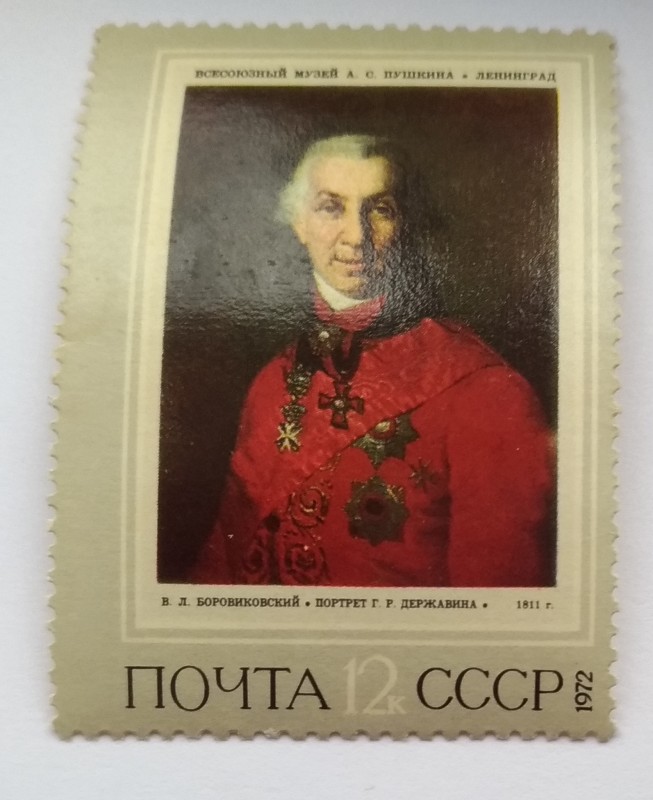 ВСЕСОЮЗНЫЙ МУЗЕЙ А. С. ПУШКИНА • ЛЕНИНГРАД
В. Л. БОРОВИКОВСКИЙ • ПОРТРЕТ Г. Р. ДЕРЖАВИНА • 1811 г.
ПОЧТА 12к СССР 1972